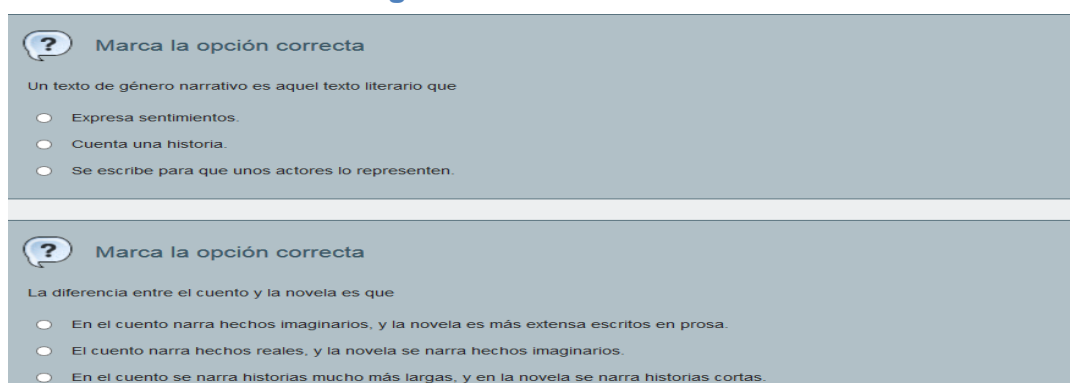 Marca la opción correcta
Un texto de género narrativo es aquel texto literario que
Expresa sentimientos.
Cuenta una historia.
Se escribe para que unos actores lo representen.
Marca la opción correcta
La diferencia entre el cuento y la novela es que
En el cuento narra hechos imaginarios, y la novela es más extensa escritos en prosa.
El cuento narra hechos reales, y la novela se narra hechos imaginarios.
En el cuento se narra historias mucho más largas, y en la novela se narra historias cortas.